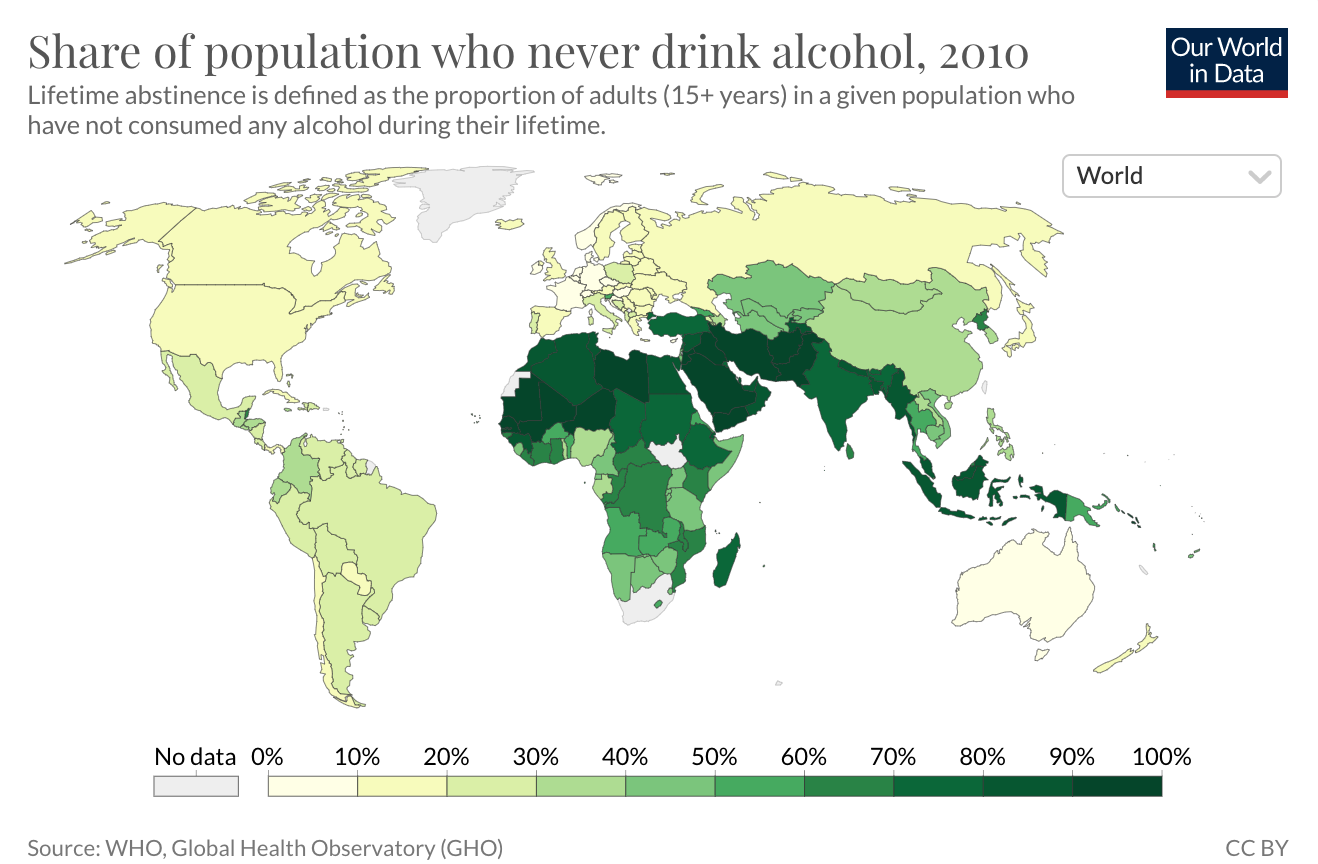 Share of population who never drink alcohol, 2010
Our World
in Data
Lifetime abstinence is defined as the proportion of adults (15+ years) in a given population who
have not consumed any alcohol during their lifetime.
World
No data 0% 10% 20% 30% 40% 50% 60% 70% 80% 90% 100%
Source: WHO, Global Health Observatory (GHO)
CC BY